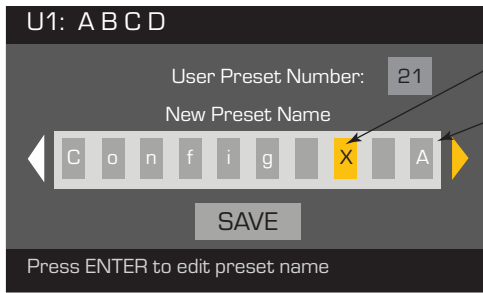 U1: A B C D
User Preset Number: 21
New Preset Name
C o n f i g X A
SAVE
Press ENTER to edit preset name